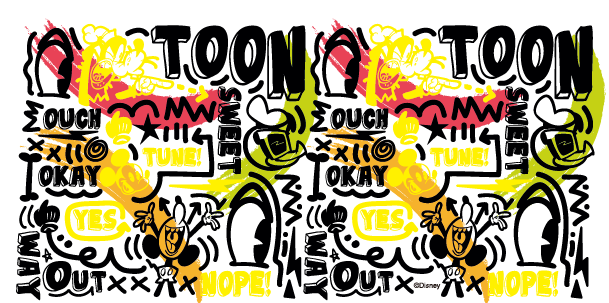 TOON TOON
SWEET SWEET
OUCH OUCH
TUNE! TUNE!
OKAY OKAY
YES! YES!
WAY OUT WAY OUT
NOPE! NOPE!
©Disney